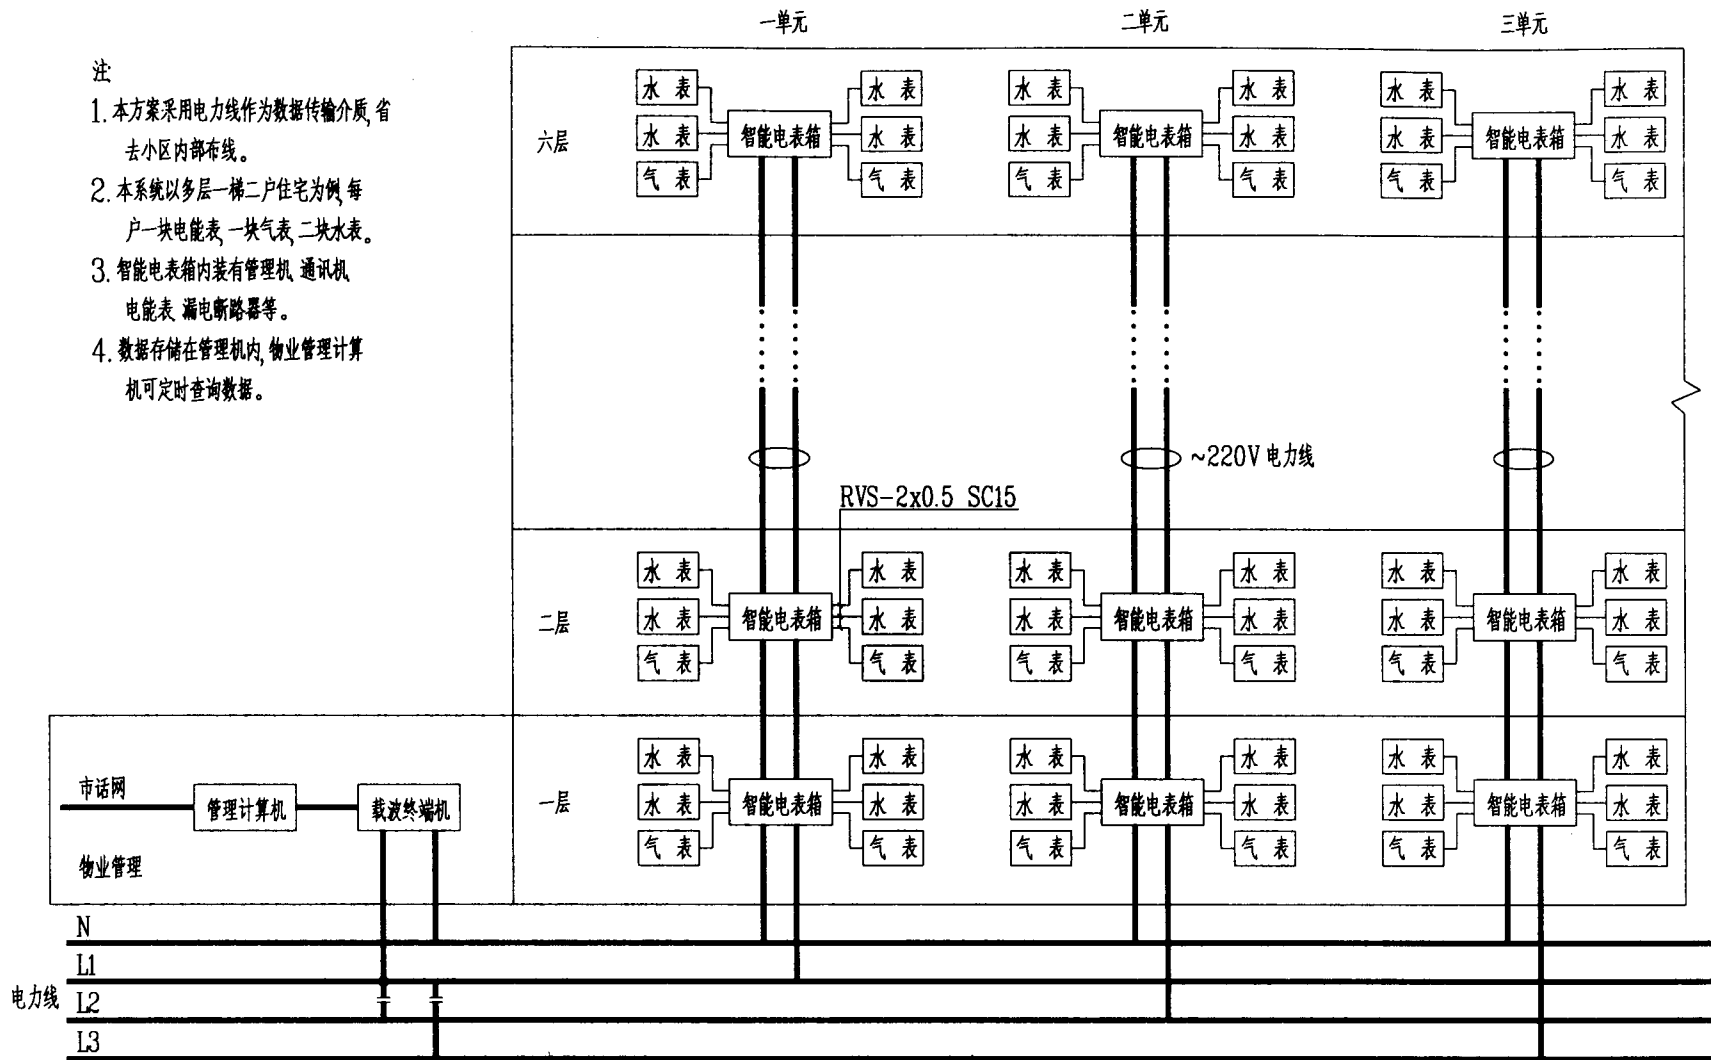 一单元 二单元 三单元
注:
1. 本方案采用电力线作为数据传输介质, 省
去小区内部布线。
2. 本系统以多层一梯二户住宅为例, 每
户一块电能表, 一块气表, 二块水表。
3. 智能电表箱内装有管理机, 通讯机,
电能表, 漏电断路器等。
4. 数据存储在管理机内, 物业管理计算
机可定时查询数据。
水表 水表 水表 水表 水表 水表
六层 水表 智能电表箱 水表 水表 智能电表箱 水表 水表 智能电表箱 水表
气表 气表 气表 气表 气表 气表
~220V 电力线
RVS-2x0.5 SC15
水表 水表 水表 水表 水表 水表
二层 水表 智能电表箱 水表 水表 智能电表箱 水表 水表 智能电表箱 水表
气表 气表 气表 气表 气表 气表
水表 水表 水表 水表 水表 水表
市话网 管理计算机 载波终端机 一层 水表 智能电表箱 水表 水表 智能电表箱 水表 水表 智能电表箱 水表
气表 气表 气表 气表 气表 气表
物业管理
N
L1
电力线 L2
L3